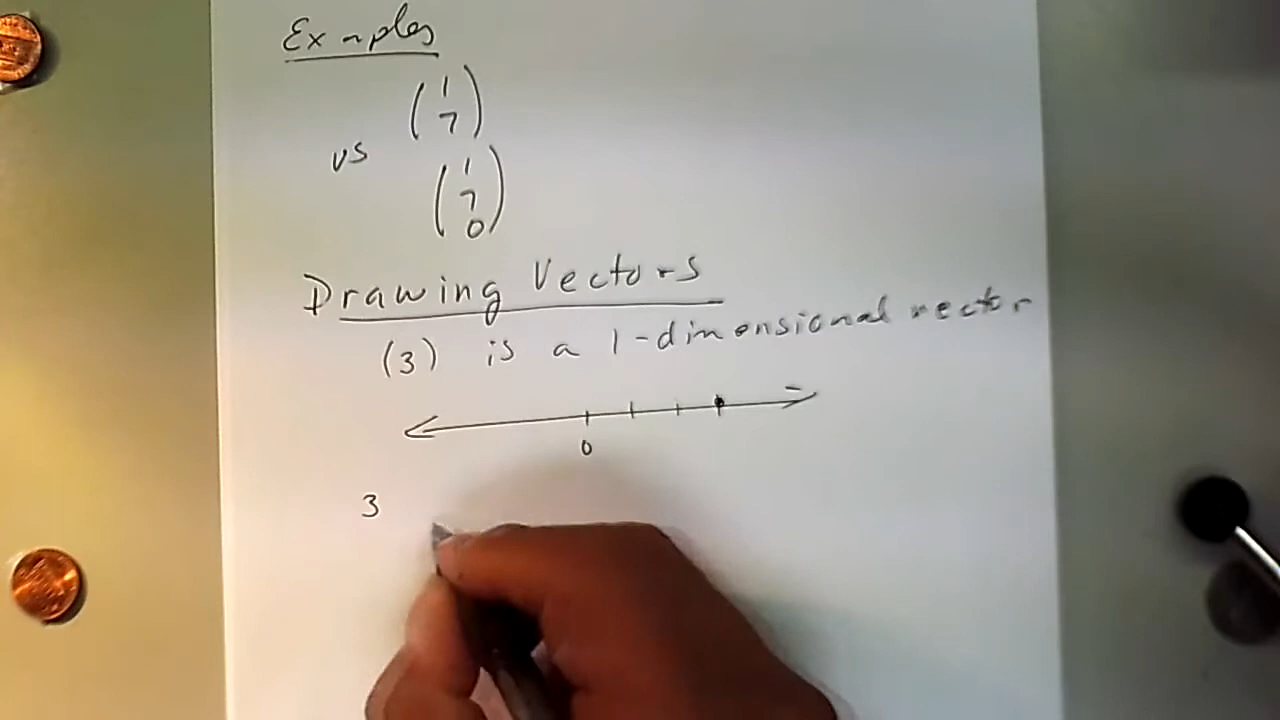 Examples
(1
7)
vs
(1
7
0)
Drawing Vectors
(3) is a 1-dimensional vector
0
3